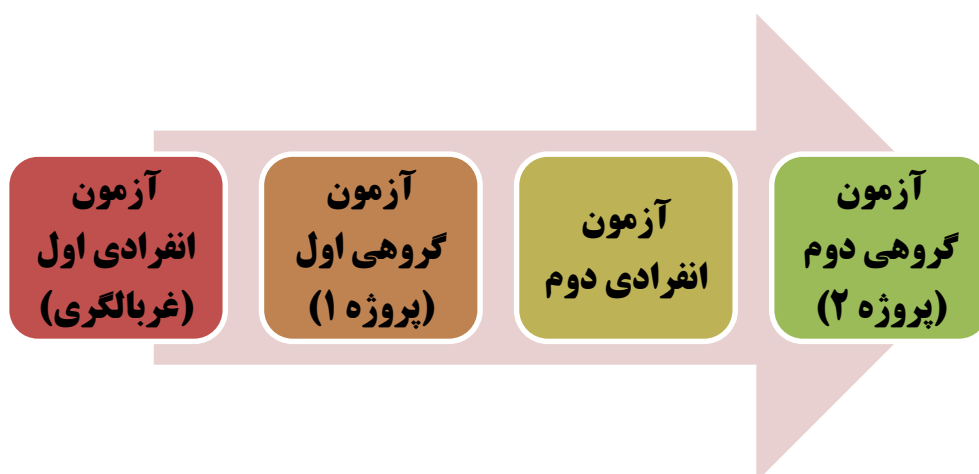 آزمون
انفرادی اول
(غربالگری)
آزمون
گروهی اول
(پروژه ۱)
آزمون
انفرادی دوم
آزمون
گروهی دوم
(پروژه ۲)